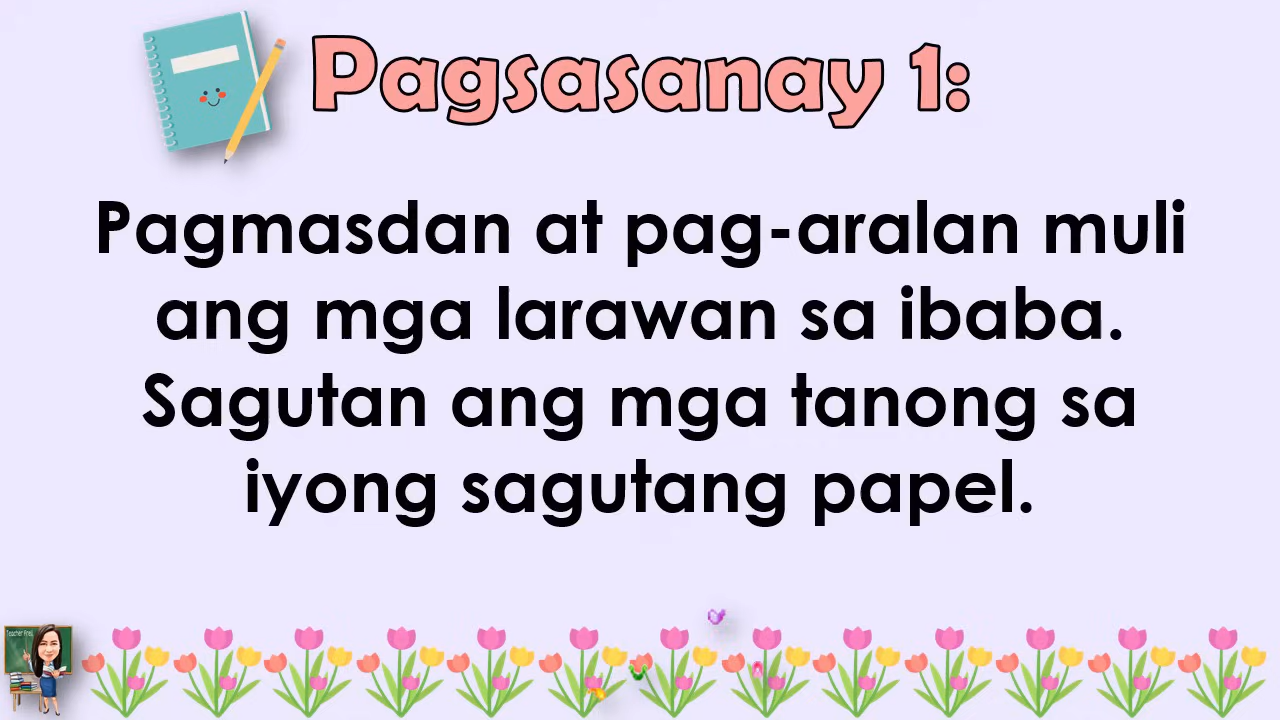 Pagsasanay 1:
Pagmasdan at pag-aralan muli
ang mga larawan sa ibaba.
Sagutan ang mga tanong sa
iyong sagutang papel.